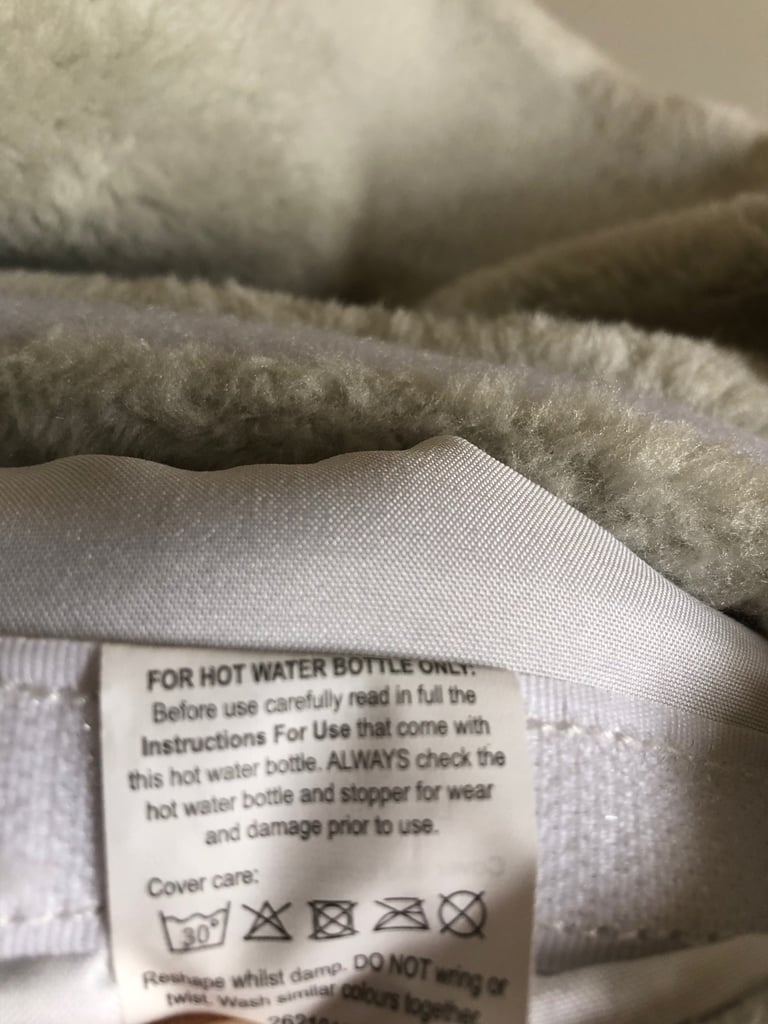 FOR HOT WATER BOTTLE ONLY:
Before use carefully read in full the
Instructions For Use that come with
this hot water bottle. ALWAYS check the
hot water bottle and stopper for wear
and damage prior to use.
Cover care:
30°
Reshape whilst damp. DO NOT wring or
twist. Wash similar colours together